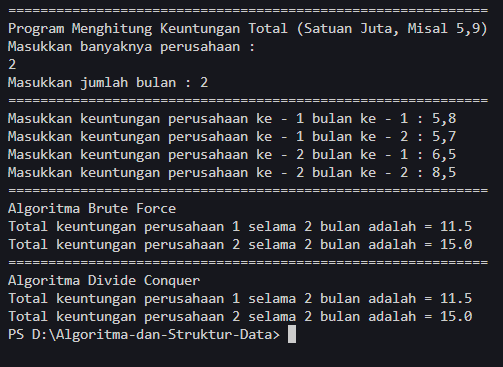 ============================================================
Program Menghitung Keuntungan Total (Satuan Juta, Misal 5,9)
Masukkan banyaknya perusahaan :
2
Masukkan jumlah bulan : 2
============================================================
Masukkan keuntungan perusahaan ke - 1 bulan ke - 1 : 5,8
Masukkan keuntungan perusahaan ke - 1 bulan ke - 2 : 5,7
Masukkan keuntungan perusahaan ke - 2 bulan ke - 1 : 6,5
Masukkan keuntungan perusahaan ke - 2 bulan ke - 2 : 8,5
============================================================
Algoritma Brute Force
Total keuntungan perusahaan 1 selama 2 bulan adalah = 11.5
Total keuntungan perusahaan 2 selama 2 bulan adalah = 15.0
============================================================
Algoritma Divide Conquer
Total keuntungan perusahaan 1 selama 2 bulan adalah = 11.5
Total keuntungan perusahaan 2 selama 2 bulan adalah = 15.0
PS D:\Algoritma-dan-Struktur-Data>